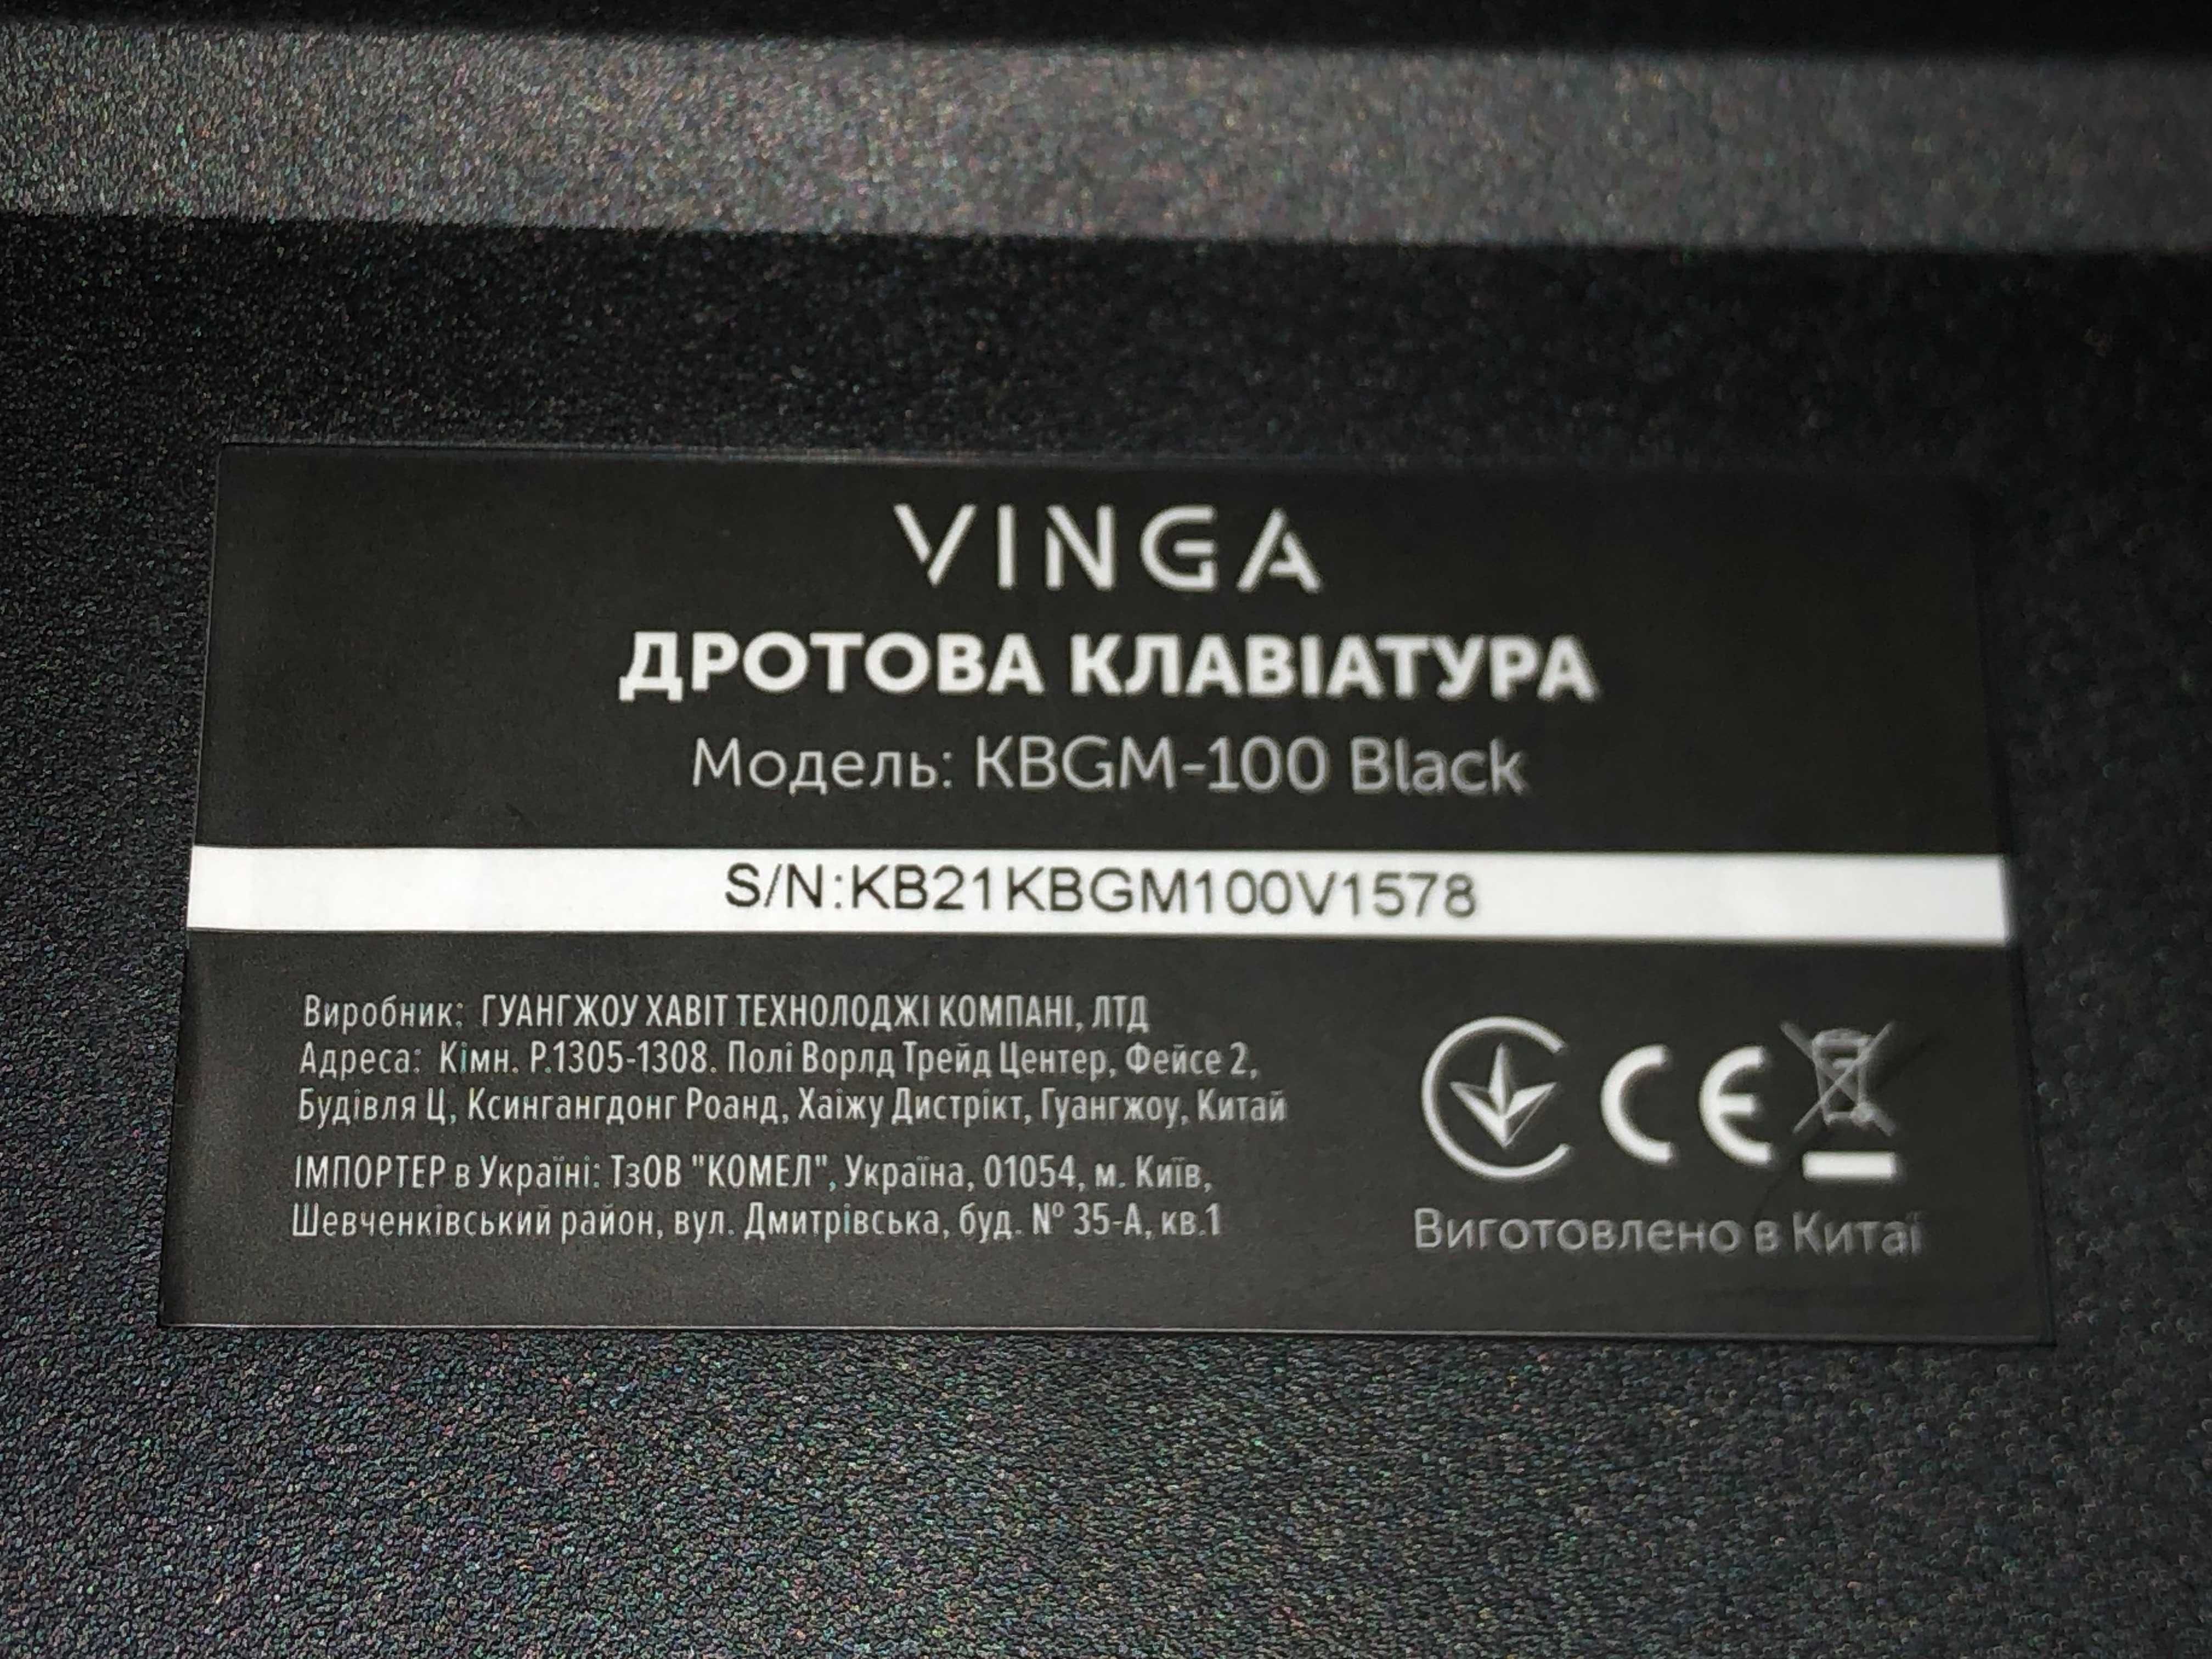 VINGA
ДРОТОВА КЛАВІАТУРА
Модель: KBGM-100 Black
S/N:KB21KBGM100V1578
Виробник: ГУАНГЖОУ ХАВІТ ТЕХНОЛОДЖІ КОМПАНІ, ЛТД
Адреса: Кімн. Р.1305-1308. Полі Ворлд Трейд Центер, Фейсе 2,
Будівля Ц, Ксингангдонг Роанд, Хаіжу Дистрікт, Гуангжоу, Китай
ІМПОРТЕР в Україні: ТзОВ "КОМЕЛ", Україна, 01054, м. Київ,
Шевченківський район, вул. Дмитрівська, буд. № 35-А, кв.1
CE
Виготовлено в Китаї